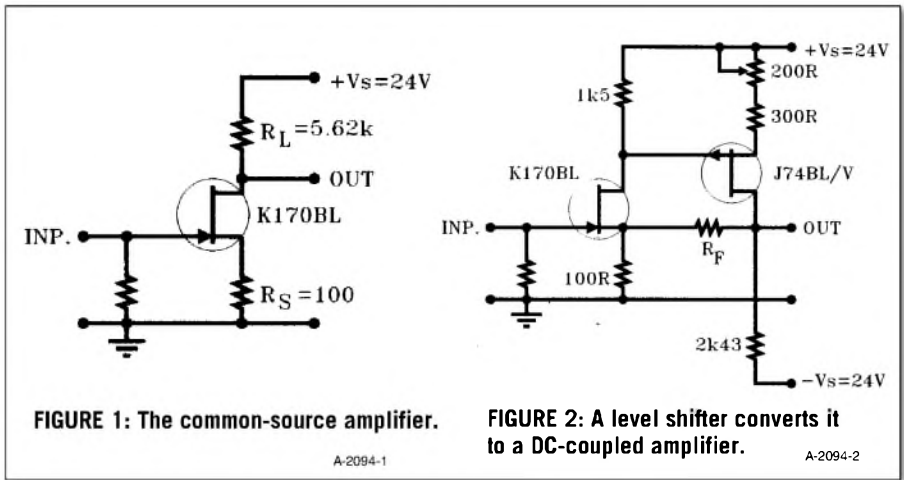 +Vs=24V
RL=5.62k
OUT
K170BL
INP.
RS=100
FIGURE 1: The common-source amplifier.
A-2094-1
+Vs=24V
200R
1k5
300R
K170BL
J74BL/V
INP.
OUT
RF
100R
2k43
-Vs=24V
FIGURE 2: A level shifter converts it
to a DC-coupled amplifier.
A-2094-2